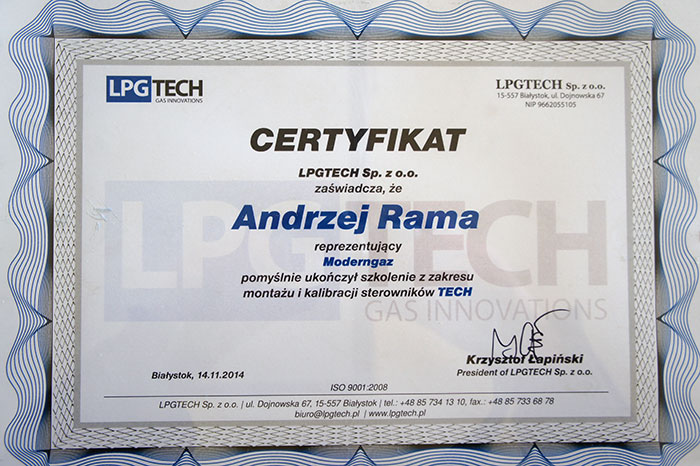 LPGTECH
GAS INNOVATIONS
LPGTECH Sp. z o.o.
15-557 Białystok, ul. Dojnowska 67
NIP 9662055105
CERTYFIKAT
LPGTECH Sp. z o.o.
zaświadcza, że
Andrzej Rama
reprezentujący
Moderngaz
pomyślnie ukończył szkolenie z zakresu
montażu i kalibracji sterowników TECH
LPGTECH
GAS INNOVATIONS
Krzysztof Łapiński
President of LPGTECH Sp. z o.o.
Białystok, 14.11.2014
ISO 9001:2008
LPGTECH Sp. z o.o. | ul. Dojnowska 67, 15-557 Białystok | tel.: +48 85 734 13 10, fax.: +48 85 733 68 78
biuro@lpgtech.pl | www.lpgtech.pl